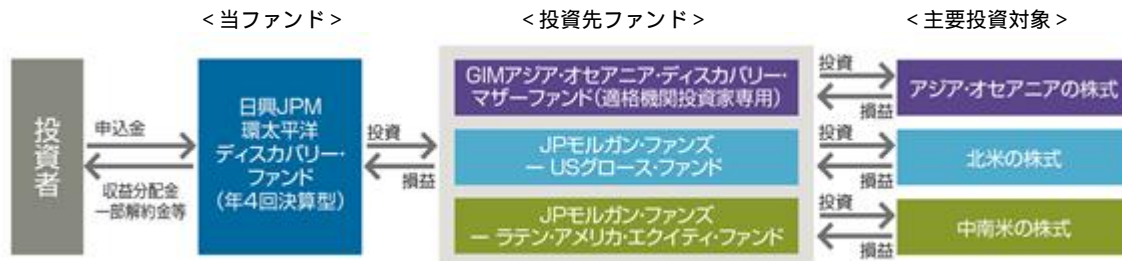 <当ファンド>
<投資先ファンド>
<主要投資対象>
投資者
申込金
収益分配金
一部解約金等
日興JPM
環太平洋
ディスカバリー・
ファンド
(年4回決算型)
投資
損益
GIMアジア・オセアニア・ディスカバリー・
マザーファンド(適格機関投資家専用)
投資
損益
アジア・オセアニアの株式
JPモルガン・ファンズ
― USグロース・ファンド
投資
損益
北米の株式
JPモルガン・ファンズ
― ラテン・アメリカ・エクイティ・ファンド
投資
損益
中南米の株式